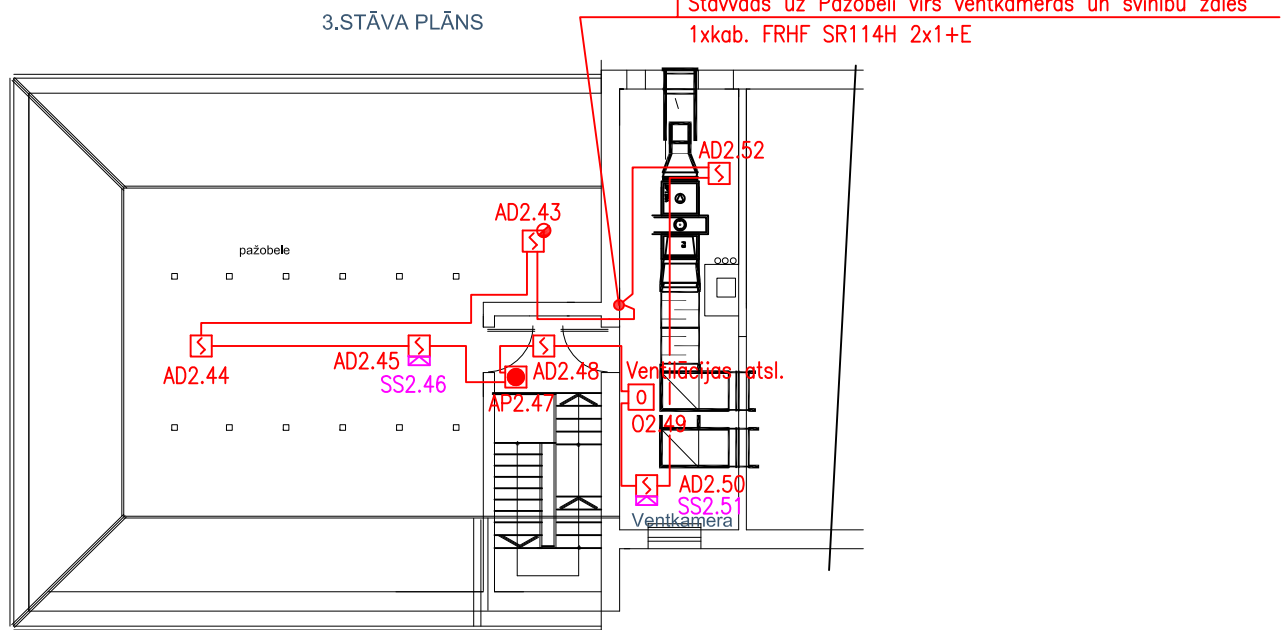 Stāvvads uz Pažobeli virs ventkameras un svinību zāles
3.STĀVA PLĀNS
1xkab. FRHF SR114H 2x1+E
AD2.52
AD2.43
pažobele
AD2.44
AD2.45
SS2.46
AD2.48
Ventilācijas atsl.
AP2.47
O
O2.49
AD2.50
SS2.51
Ventkamera